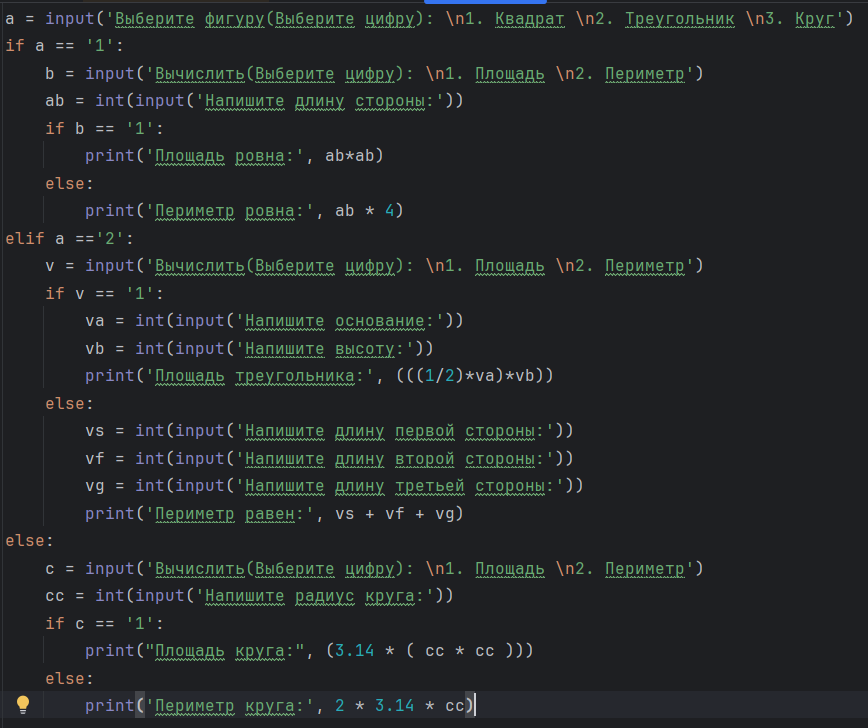 a = input('Выберите фигуру(Выберите цифру): \n1. Квадрат \n2. Треугольник \n3. Круг')
if a == '1':
    b = input('Вычислить(Выберите цифру): \n1. Площадь \n2. Периметр')
    ab = int(input('Напишите длину стороны:'))
    if b == '1':
        print('Площадь ровна:', ab*ab)
    else:
        print('Периметр ровна:', ab * 4)
elif a =='2':
    v = input('Вычислить(Выберите цифру): \n1. Площадь \n2. Периметр')
    if v == '1':
        va = int(input('Напишите основание:'))
        vb = int(input('Напишите высоту:'))
        print('Площадь треугольника:', (((1/2)*va)*vb))
    else:
        vs = int(input('Напишите длину первой стороны:'))
        vf = int(input('Напишите длину второй стороны:'))
        vg = int(input('Напишите длину третьей стороны:'))
        print('Периметр равен:', vs + vf + vg)
else:
    c = input('Вычислить(Выберите цифру): \n1. Площадь \n2. Периметр')
    cc = int(input('Напишите радиус круга:'))
    if c == '1':
        print("Площадь круга:", (3.14 * ( cc * cc )))
    else:
        print('Периметр круга:', 2 * 3.14 * cc)